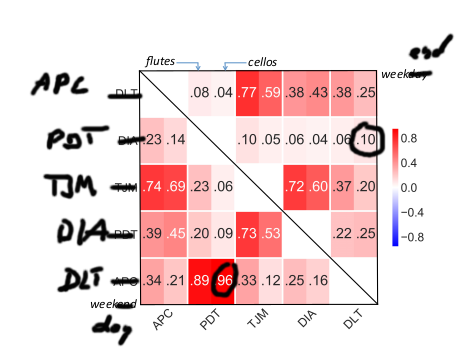 flutes cellos
end
weekday
APC DLT .08 .04 .77 .59 .38 .43 .38 .25
PDT DIA .23 .14 .10 .05 .06 .04 .06 .10
TJM TJM .74 .69 .23 .06 .72 .60 .37 .20
DIA PDT .39 .45 .20 .09 .73 .53 .22 .25
DLT APC .34 .21 .89 .96 .33 .12 .25 .16
weekend
day
APC PDT TJM DIA DLT
0.8
0.4
0.0
−0.4
−0.8